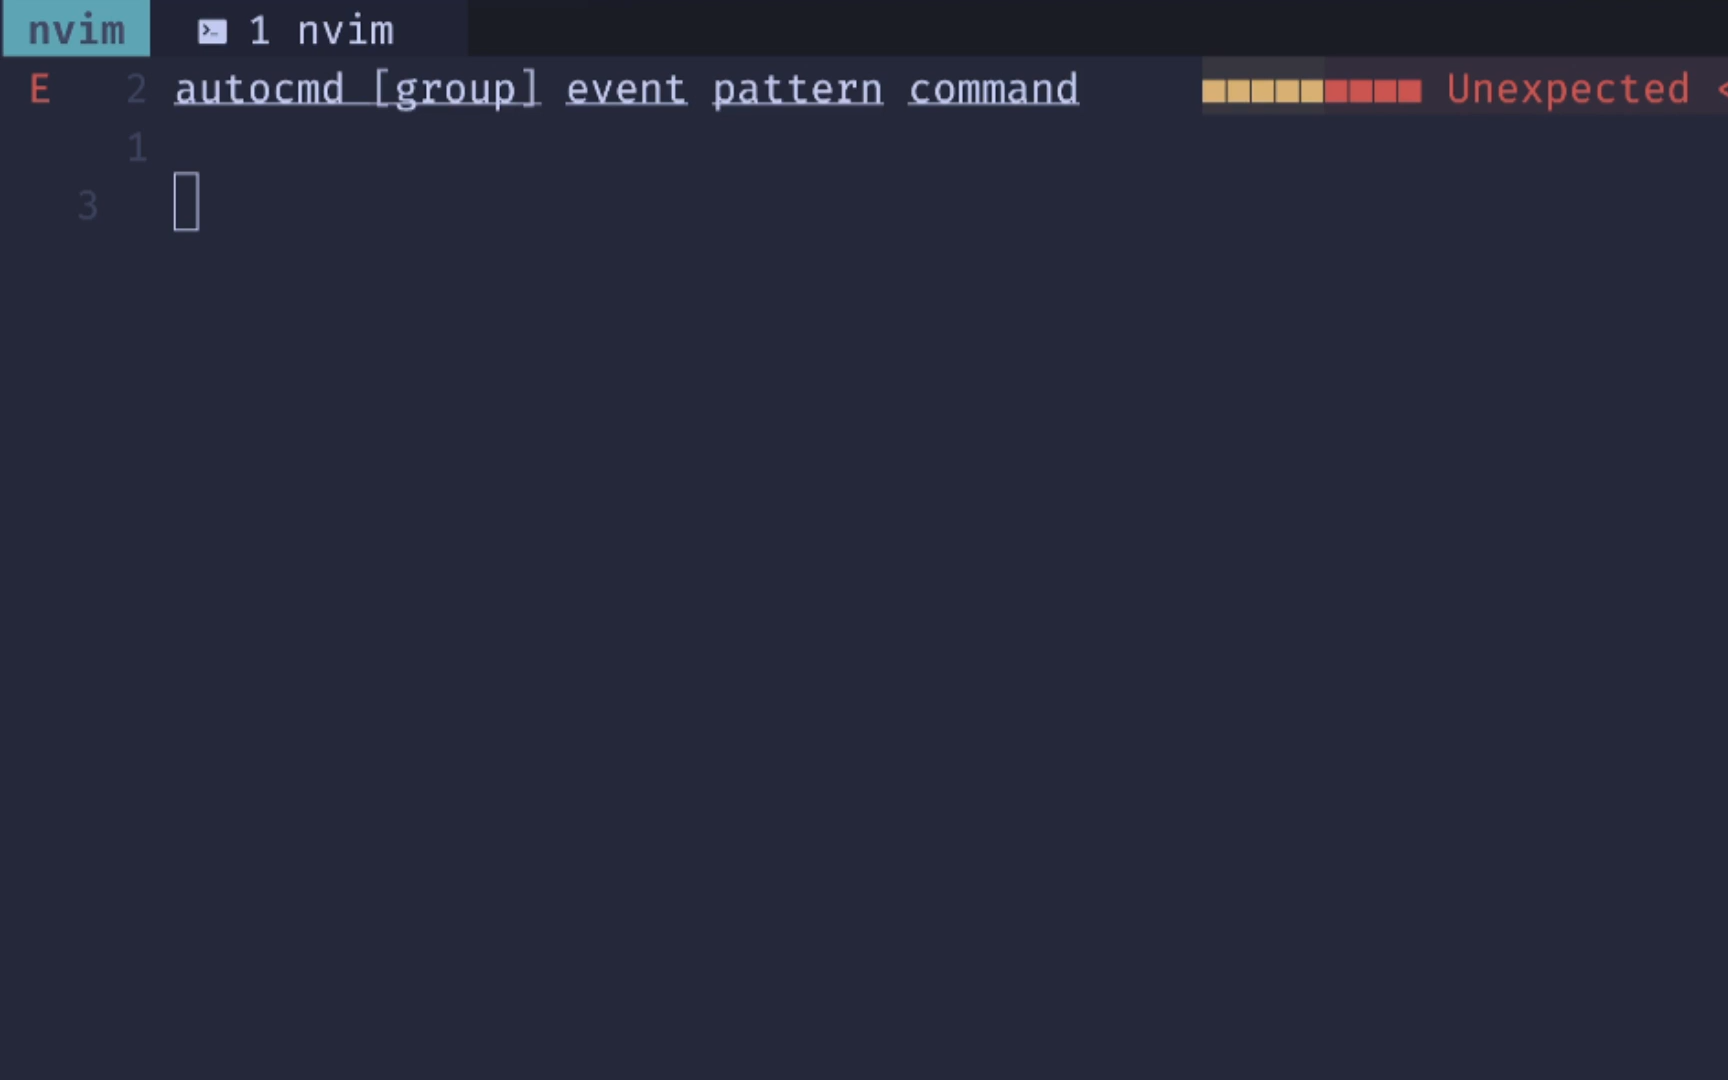 nvim 1 nvim
E 2 autocmd [group] event pattern command Unexpected <
1
3